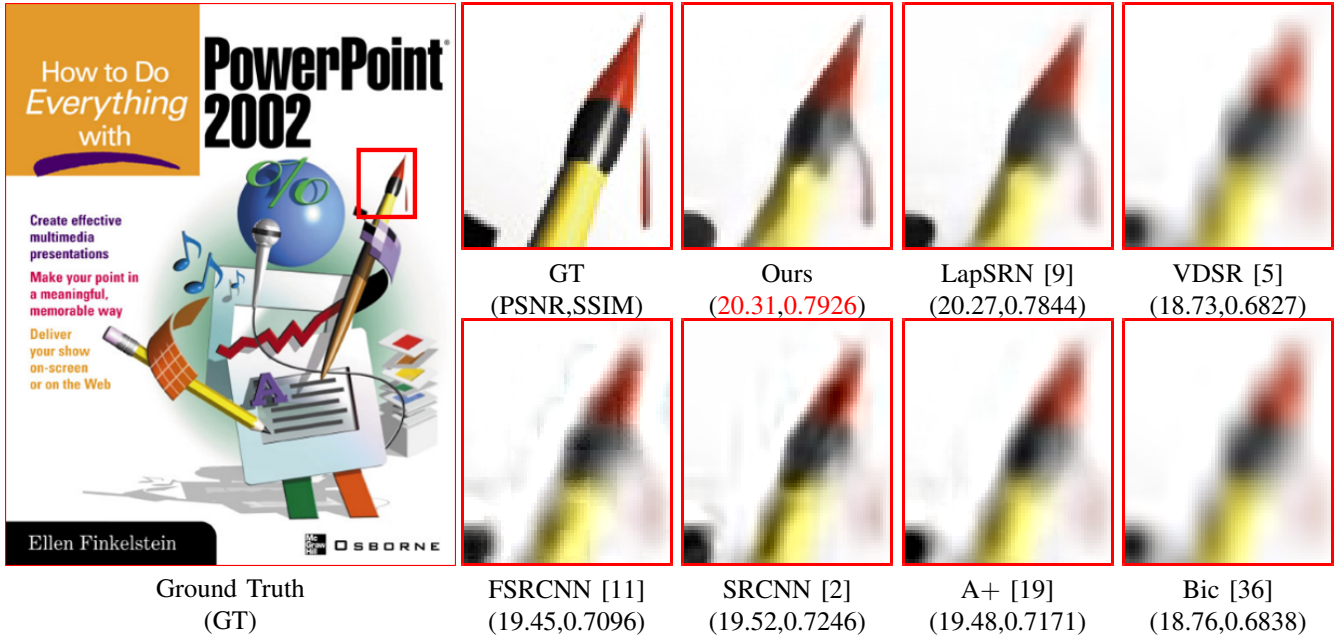 How to Do
Everything
with
PowerPoint®
2002
Create effective
multimedia
presentations
Make your point in
a meaningful,
memorable way
Deliver
your show
on-screen
or on the Web
%
A
Ellen Finkelstein
Mc
Graw
Hill
OSBORNE
Ground Truth
(GT)
GT
(PSNR,SSIM)
Ours
(20.31,0.7926)
LapSRN [9]
(20.27,0.7844)
VDSR [5]
(18.73,0.6827)
FSRCNN [11]
(19.45,0.7096)
SRCNN [2]
(19.52,0.7246)
A+ [19]
(19.48,0.7171)
Bic [36]
(18.76,0.6838)